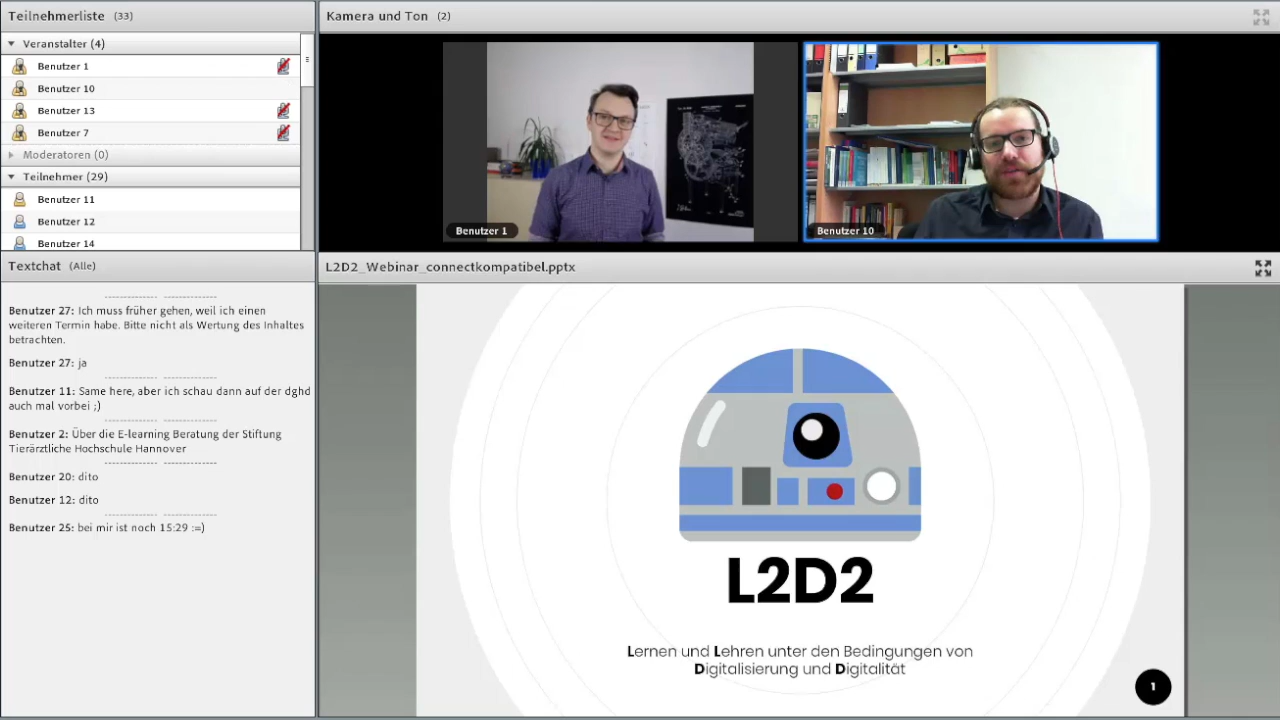 Teilnehmerliste (33)
Veranstalter (4)
Benutzer 1
Benutzer 10
Benutzer 13
Benutzer 7
Moderatoren (0)
Teilnehmer (29)
Benutzer 11
Benutzer 12
Benutzer 14
Textchat (Alle)
Benutzer 27: Ich muss früher gehen, weil ich einen
weiteren Termin habe. Bitte nicht als Wertung des Inhaltes
betrachten.
Benutzer 27: ja
Benutzer 11: Same here, aber ich schau dann auf der dghd
auch mal vorbei ;)
Benutzer 2: Über die E-learning Beratung der Stiftung
Tierärztliche Hochschule Hannover
Benutzer 20: dito
Benutzer 12: dito
Benutzer 25: bei mir ist noch 15:29 :=)
Kamera und Ton (2)
Benutzer 1
Benutzer 10
L2D2_Webinar_connectkompatibel.pptx
L2D2
Lernen und Lehren unter den Bedingungen von
Digitalisierung und Digitalität
1